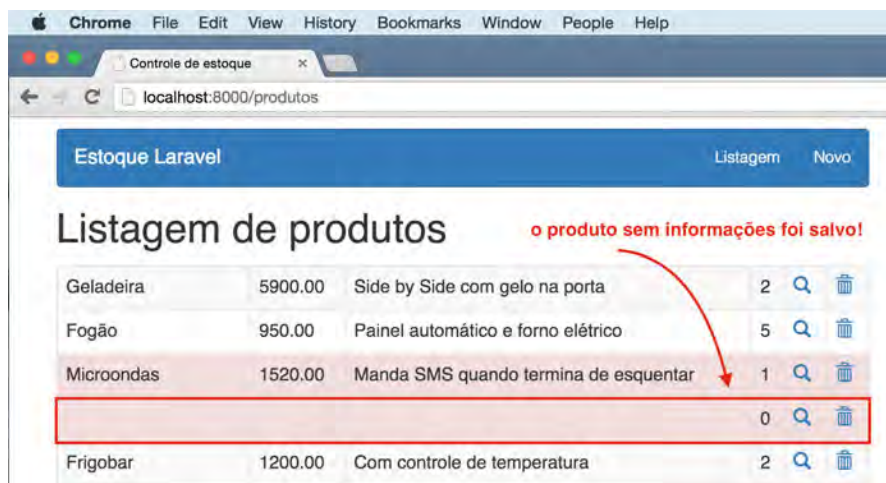 Chrome File Edit View History Bookmarks Window People Help
Controle de estoque ×
localhost:8000/produtos
Estoque Laravel Listagem Novo
Listagem de produtos
o produto sem informações foi salvo!
Geladeira 5900.00 Side by Side com gelo na porta 2
Fogão 950.00 Painel automático e forno elétrico 5
Microondas 1520.00 Manda SMS quando termina de esquentar 1
0
Frigobar 1200.00 Com controle de temperatura 2